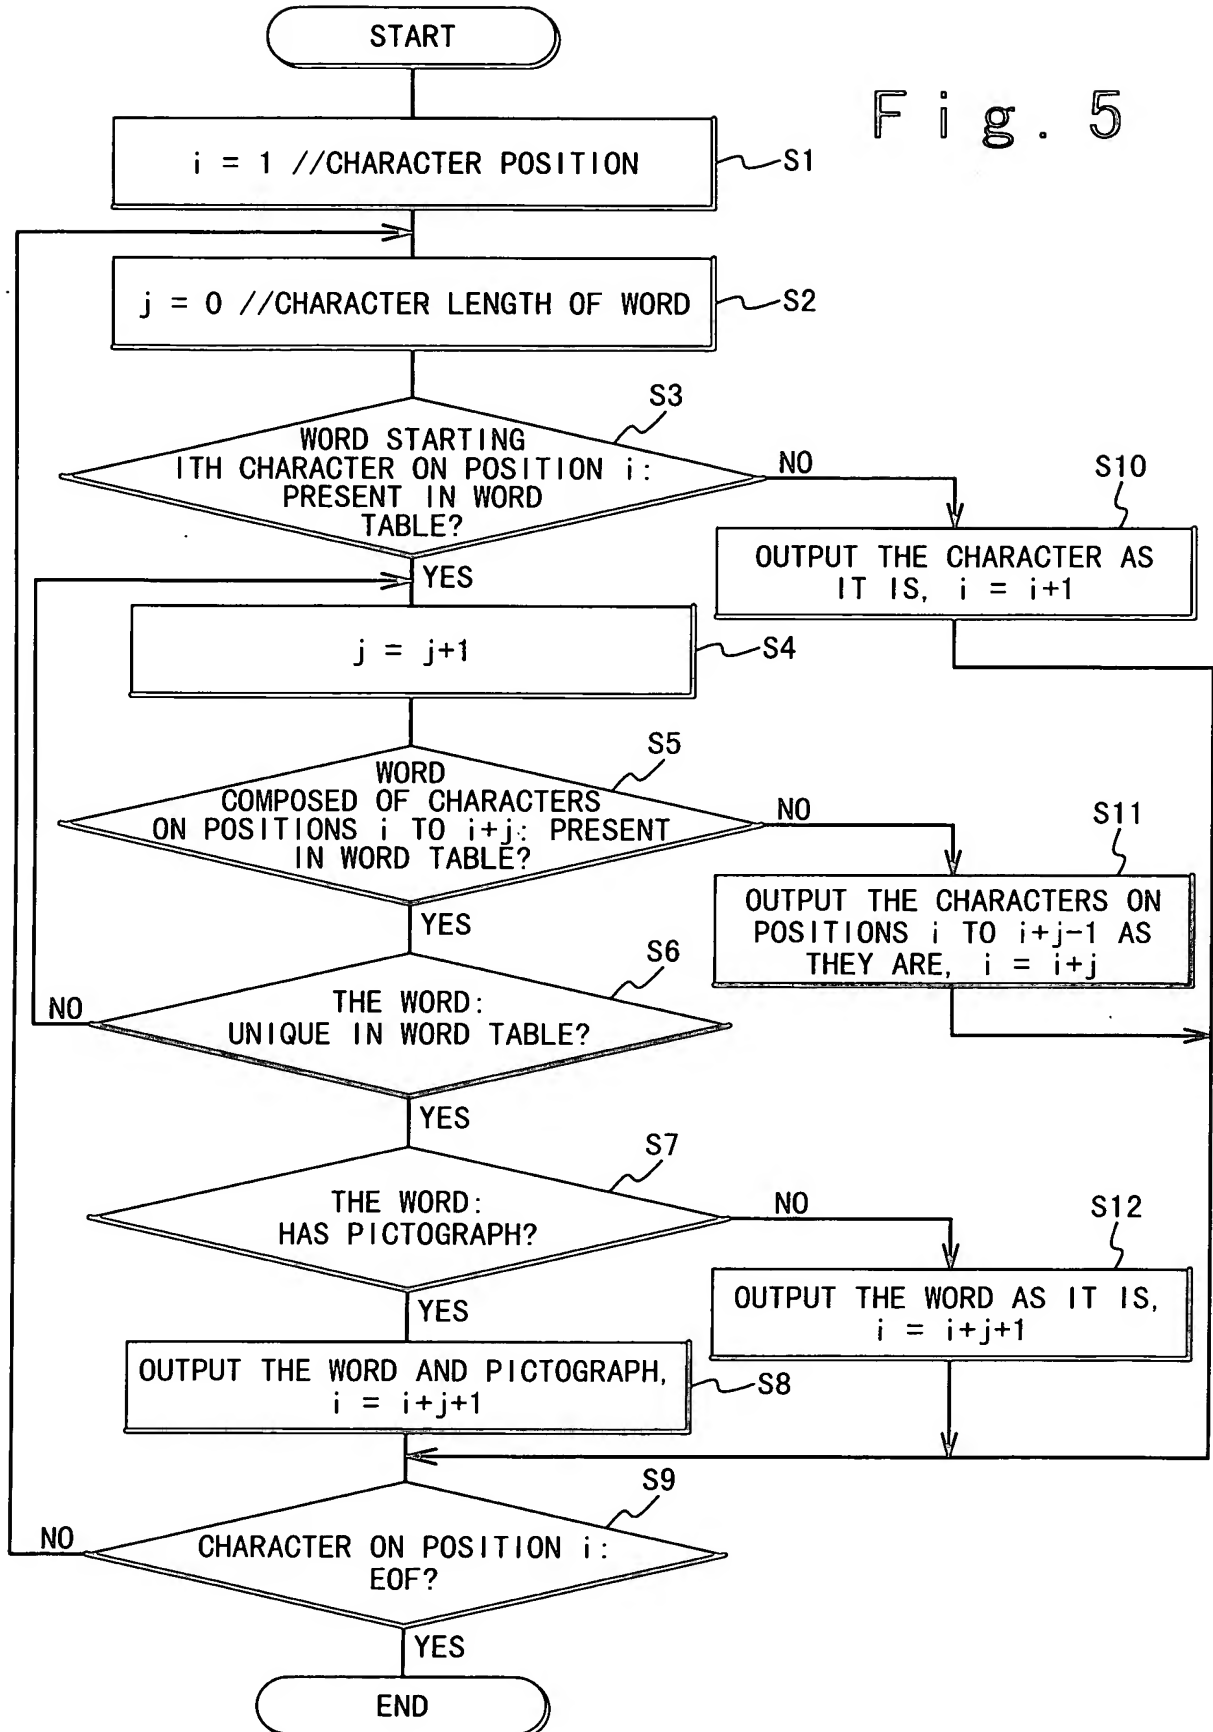 START
Fig. 5
i = 1 //CHARACTER POSITION
S1
j = 0 //CHARACTER LENGTH OF WORD
S2
S3
WORD STARTING
ITH CHARACTER ON POSITION i:
PRESENT IN WORD
TABLE?
NO
YES
S10
OUTPUT THE CHARACTER AS
IT IS, i = i+1
j = j+1
S4
S5
WORD
COMPOSED OF CHARACTERS
ON POSITIONS i TO i+j: PRESENT
IN WORD TABLE?
NO
YES
S11
OUTPUT THE CHARACTERS ON
POSITIONS i TO i+j-1 AS
THEY ARE, i = i+j
S6
THE WORD:
UNIQUE IN WORD TABLE?
NO
YES
S7
THE WORD:
HAS PICTOGRAPH?
NO
YES
S12
OUTPUT THE WORD AS IT IS,
i = i+j+1
OUTPUT THE WORD AND PICTOGRAPH,
i = i+j+1
S8
S9
CHARACTER ON POSITION i:
EOF?
NO
YES
END